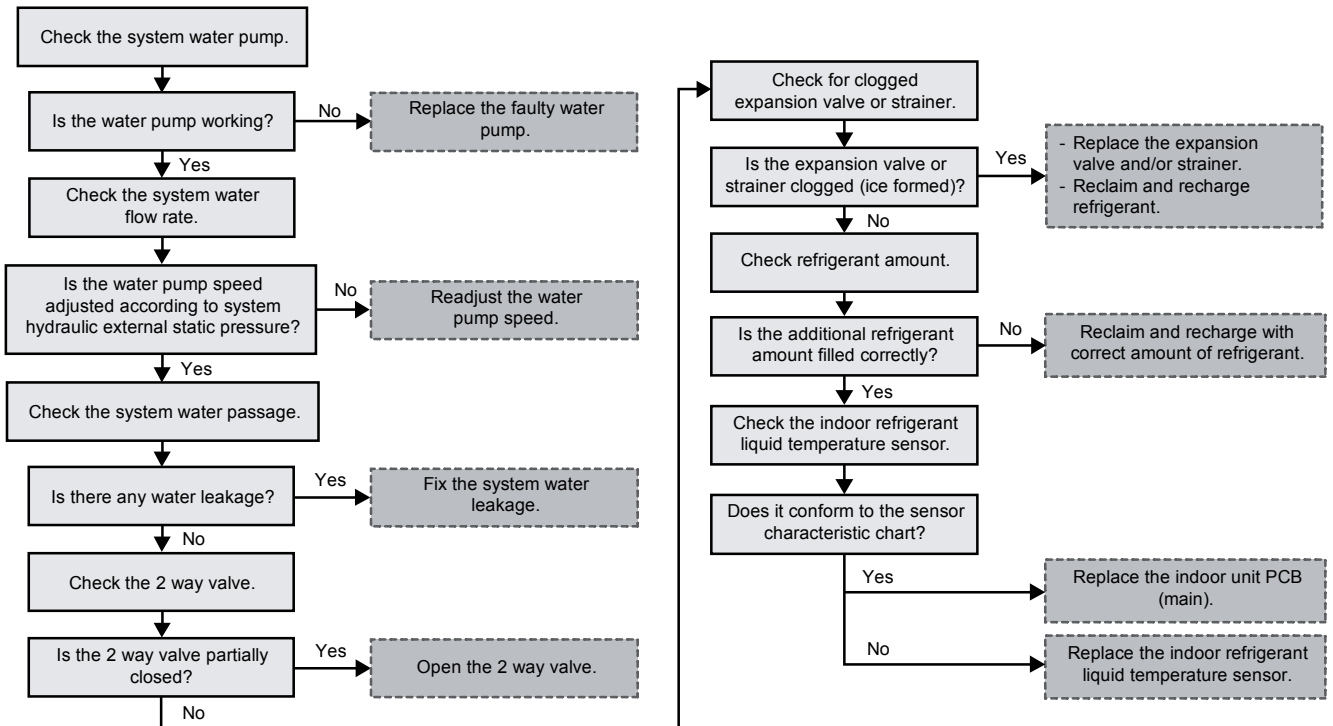 Check the system water pump.
Is the water pump working?
No
Replace the faulty water
pump.
Yes
Check the system water
flow rate.
Is the water pump speed
adjusted according to system
hydraulic external static pressure?
No
Readjust the water
pump speed.
Yes
Check the system water passage.
Is there any water leakage?
Yes
Fix the system water
leakage.
No
Check the 2 way valve.
Is the 2 way valve partially
closed?
Yes
Open the 2 way valve.
No
Check for clogged
expansion valve or strainer.
Is the expansion valve or
strainer clogged (ice formed)?
Yes
- Replace the expansion
valve and/or strainer.
- Reclaim and recharge
refrigerant.
No
Check refrigerant amount.
Is the additional refrigerant
amount filled correctly?
No
Reclaim and recharge with
correct amount of refrigerant.
Yes
Check the indoor refrigerant
liquid temperature sensor.
Does it conform to the sensor
characteristic chart?
Yes
Replace the indoor unit PCB
(main).
No
Replace the indoor refrigerant
liquid temperature sensor.